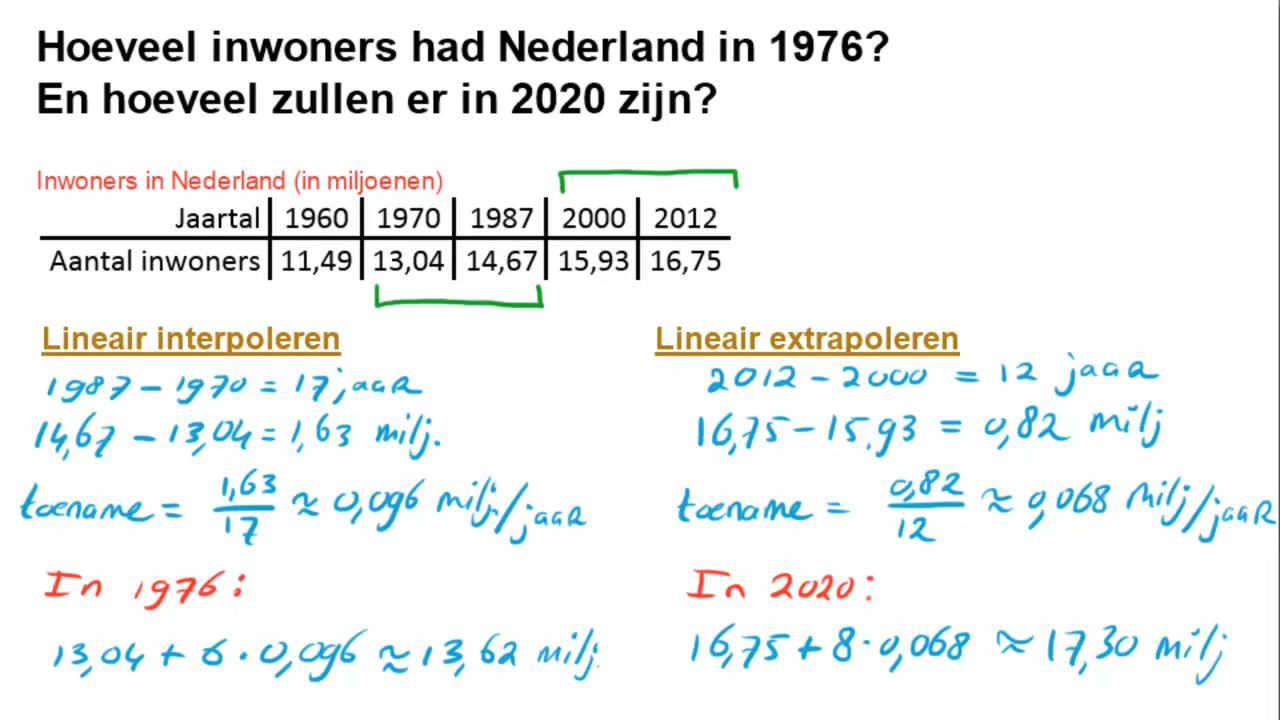 Hoeveel inwoners had Nederland in 1976?
En hoeveel zullen er in 2020 zijn?
Inwoners in Nederland (in miljoenen)
Jaartal 1960 1970 1987 2000 2012
Aantal inwoners 11,49 13,04 14,67 15,93 16,75
Lineair interpoleren
1987 - 1970 = 17 jaar
14,67 - 13,04 = 1,63 milj.
toename = 1,63/17 ≈ 0,096 milj./jaar
In 1976:
13,04 + 6 · 0,096 ≈ 13,62 milj.
Lineair extrapoleren
2012 - 2000 = 12 jaar
16,75 - 15,93 = 0,82 milj
toename = 0,82/12 ≈ 0,068 milj/jaar
In 2020:
16,75 + 8 · 0,068 ≈ 17,30 milj